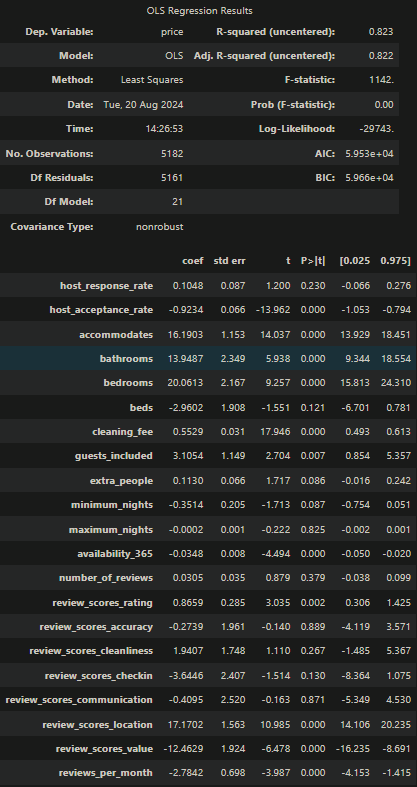 OLS Regression Results
Dep. Variable: price R-squared (uncentered): 0.823
Model: OLS Adj. R-squared (uncentered): 0.822
Method: Least Squares F-statistic: 1142.
Date: Tue, 20 Aug 2024 Prob (F-statistic): 0.00
Time: 14:26:53 Log-Likelihood: -29743.
No. Observations: 5182 AIC: 5.953e+04
Df Residuals: 5161 BIC: 5.966e+04
Df Model: 21
Covariance Type: nonrobust
coef std err t P>|t| [0.025 0.975]
host_response_rate 0.1048 0.087 1.200 0.230 -0.066 0.276
host_acceptance_rate -0.9234 0.066 -13.962 0.000 -1.053 -0.794
accommodates 16.1903 1.153 14.037 0.000 13.929 18.451
bathrooms 13.9487 2.349 5.938 0.000 9.344 18.554
bedrooms 20.0613 2.167 9.257 0.000 15.813 24.310
beds -2.9602 1.908 -1.551 0.121 -6.701 0.781
cleaning_fee 0.5529 0.031 17.946 0.000 0.493 0.613
guests_included 3.1054 1.149 2.704 0.007 0.854 5.357
extra_people 0.1130 0.066 1.717 0.086 -0.016 0.242
minimum_nights -0.3514 0.205 -1.713 0.087 -0.754 0.051
maximum_nights -0.0002 0.001 -0.222 0.825 -0.002 0.001
availability_365 -0.0348 0.008 -4.494 0.000 -0.050 -0.020
number_of_reviews 0.0305 0.035 0.879 0.379 -0.038 0.099
review_scores_rating 0.8659 0.285 3.035 0.002 0.306 1.425
review_scores_accuracy -0.2739 1.961 -0.140 0.889 -4.119 3.571
review_scores_cleanliness 1.9407 1.748 1.110 0.267 -1.485 5.367
review_scores_checkin -3.6446 2.407 -1.514 0.130 -8.364 1.075
review_scores_communication -0.4095 2.520 -0.163 0.871 -5.349 4.530
review_scores_location 17.1702 1.563 10.985 0.000 14.106 20.235
review_scores_value -12.4629 1.924 -6.478 0.000 -16.235 -8.691
reviews_per_month -2.7842 0.698 -3.987 0.000 -4.153 -1.415